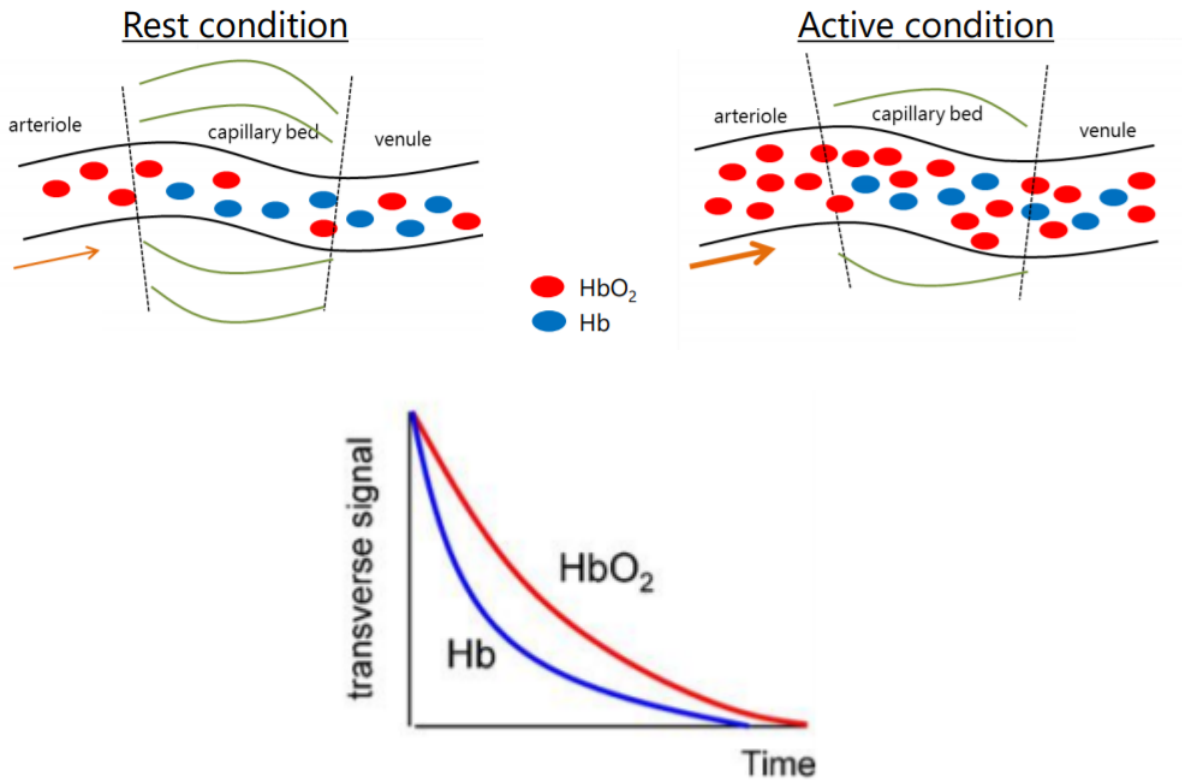 Rest condition
Active condition
arteriole
capillary bed
venule
arteriole
capillary bed
venule
HbO₂
Hb
transverse signal
HbO₂
Hb
Time